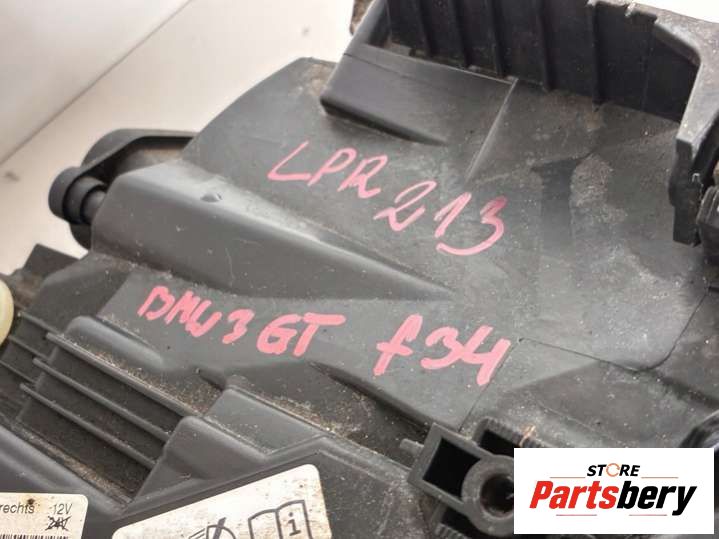 LPR 213
BMW 3 GT f34
rechts 12V
24V
STORE
Partsbery